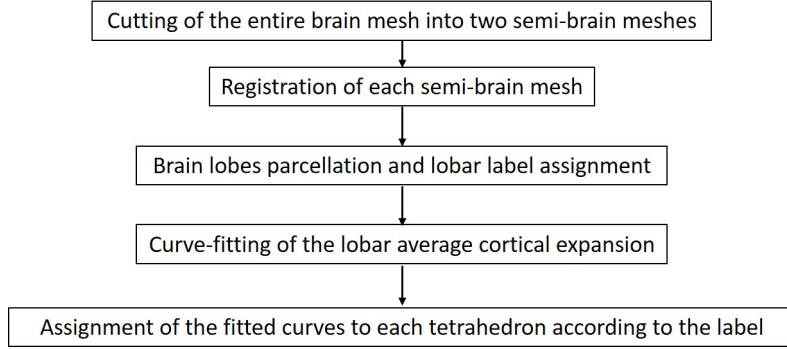 Cutting of the entire brain mesh into two semi-brain meshes
Registration of each semi-brain mesh
Brain lobes parcellation and lobar label assignment
Curve-fitting of the lobar average cortical expansion
Assignment of the fitted curves to each tetrahedron according to the label